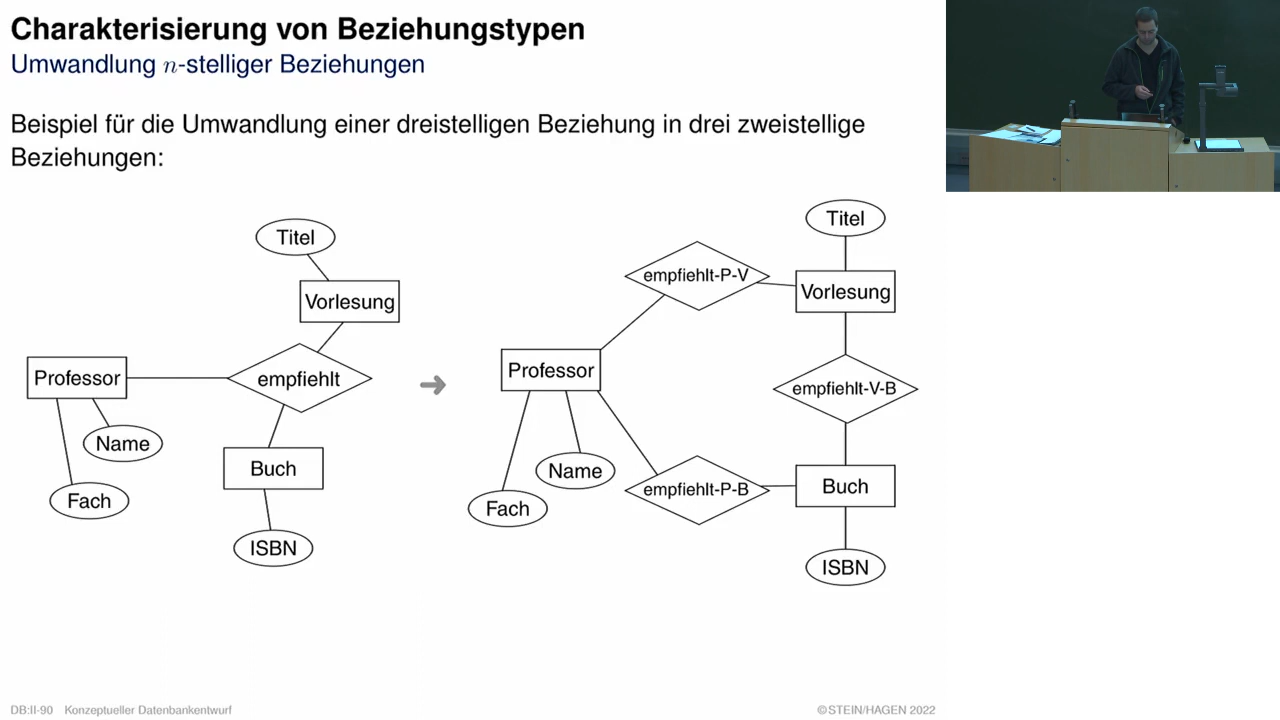 Charakterisierung von Beziehungstypen
Umwandlung n-stelliger Beziehungen
Beispiel für die Umwandlung einer dreistelligen Beziehung in drei zweistellige
Beziehungen:
Titel
Vorlesung
Professor
empfiehlt
Name
Fach
Buch
ISBN
➜
Titel
empfiehlt-P-V
Vorlesung
Professor
empfiehlt-V-B
Name
Fach
empfiehlt-P-B
Buch
ISBN
DB:II-90 Konzeptueller Datenbankentwurf
©STEIN/HAGEN 2022